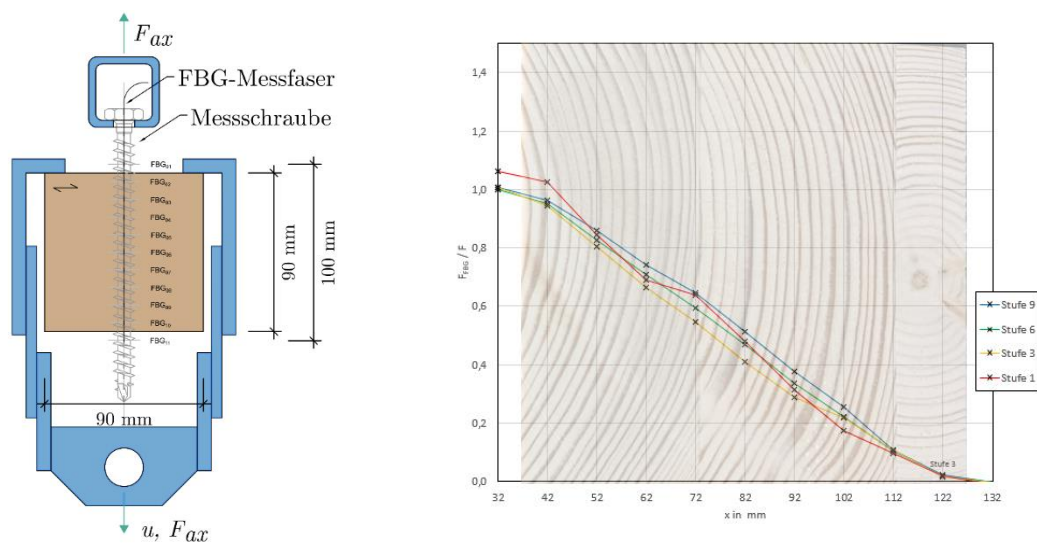 F_ax
FBG-Messfaser
Messschraube
FBG01
FBG02
FBG03
FBG04
FBG05
FBG06
FBG07
FBG08
FBG09
FBG10
FBG11
90 mm
100 mm
90 mm
u, F_ax
1,4
1,2
1,0
0,8
0,6
0,4
0,2
0,0
F_FBG / F
32
42
52
62
72
82
92
102
112
122
132
x in mm
Stufe 3
Stufe 9
Stufe 6
Stufe 3
Stufe 1